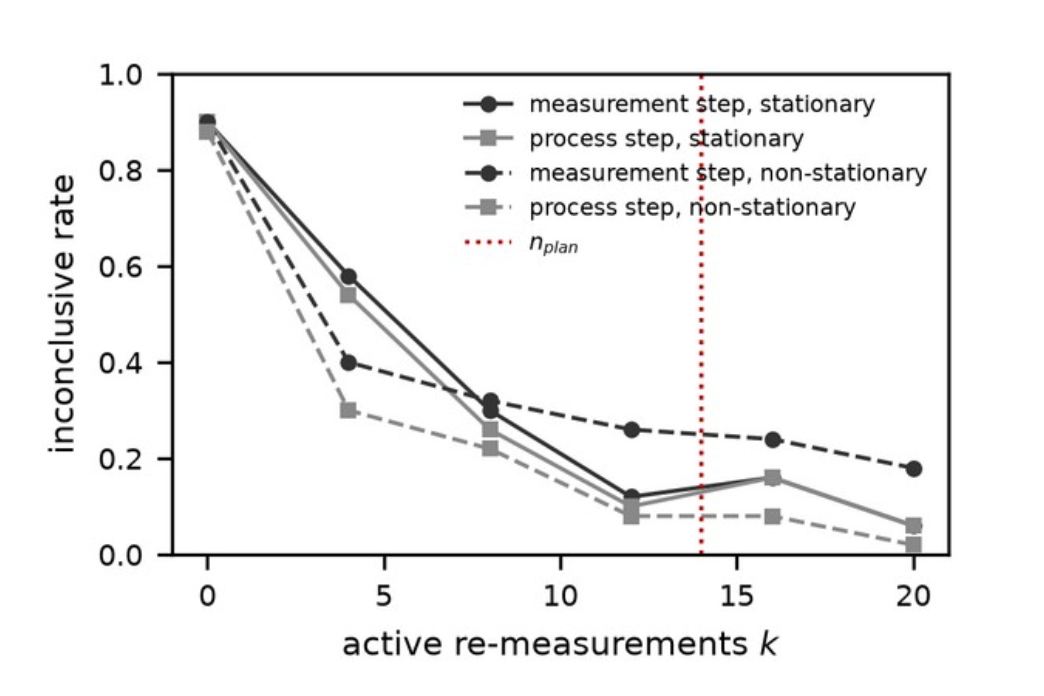 1.0
0.8
0.6
0.4
0.2
0.0
inconclusive rate
measurement step, stationary
process step, stationary
measurement step, non-stationary
process step, non-stationary
n_plan
0 5 10 15 20
active re-measurements k